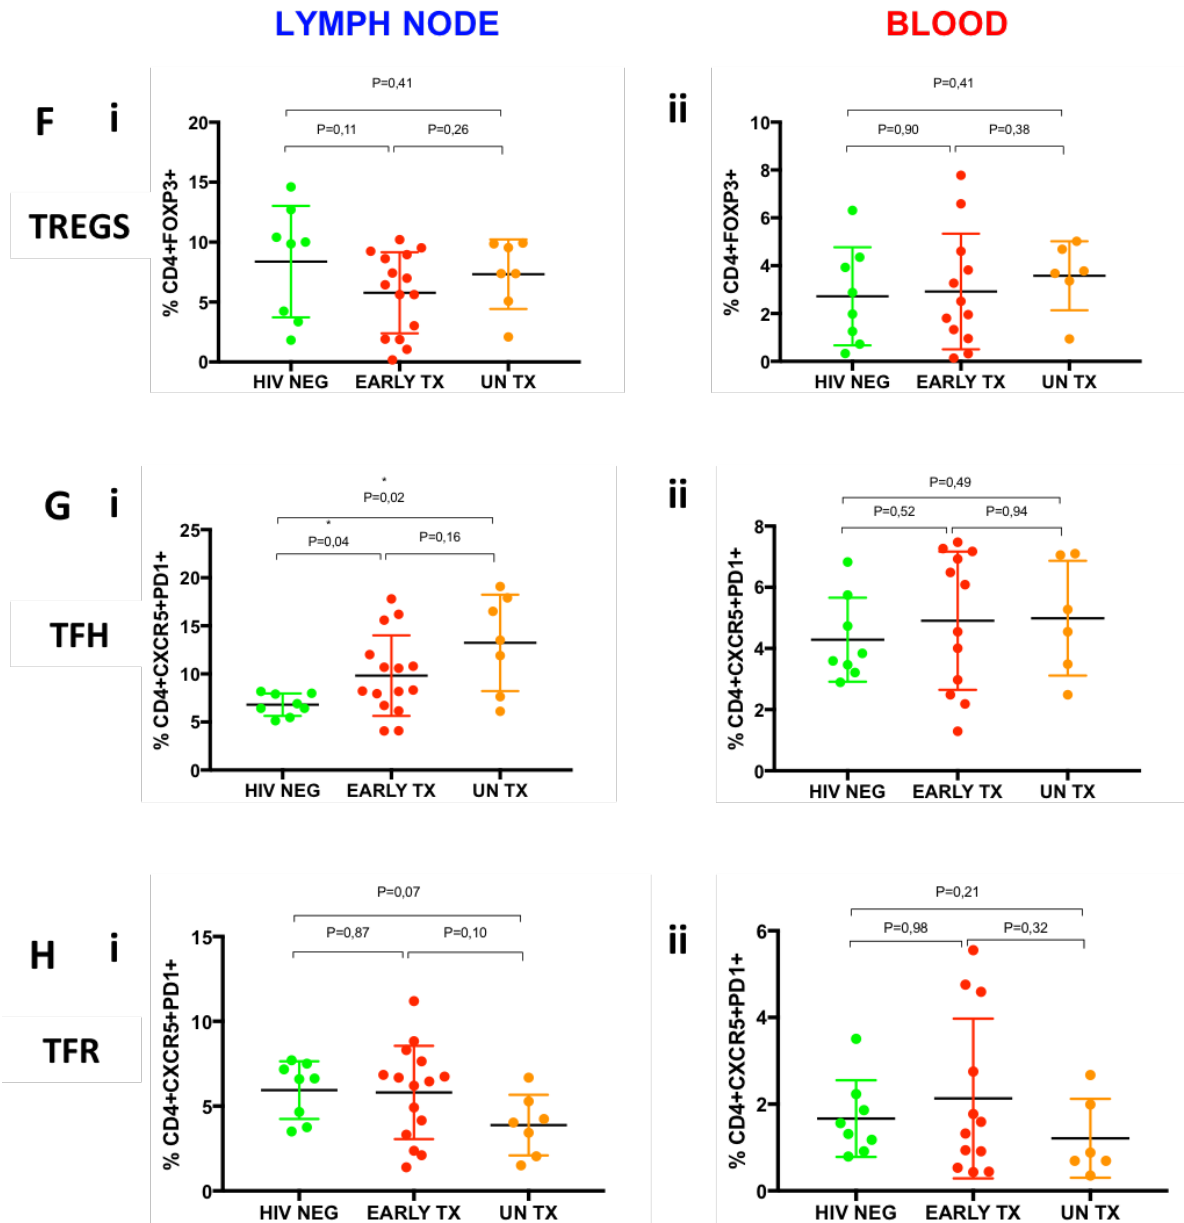 LYMPH NODE
BLOOD
F i
TREGS
% CD4+FOXP3+
P=0,41
P=0,11
P=0,26
20
15
10
5
0
HIV NEG EARLY TX UN TX
ii
% CD4+FOXP3+
P=0,41
P=0,90
P=0,38
10
8
6
4
2
0
HIV NEG EARLY TX UN TX
G i
TFH
% CD4+CXCR5+PD1+
*
P=0,02
*
P=0,04
P=0,16
25
20
15
10
5
0
HIV NEG EARLY TX UN TX
ii
% CD4+CXCR5+PD1+
P=0,49
P=0,52
P=0,94
8
6
4
2
0
HIV NEG EARLY TX UN TX
H i
TFR
% CD4+CXCR5+PD1+
P=0,07
P=0,87
P=0,10
15
10
5
0
HIV NEG EARLY TX UN TX
ii
% CD4+CXCR5+PD1+
P=0,21
P=0,98
P=0,32
6
4
2
0
HIV NEG EARLY TX UN TX